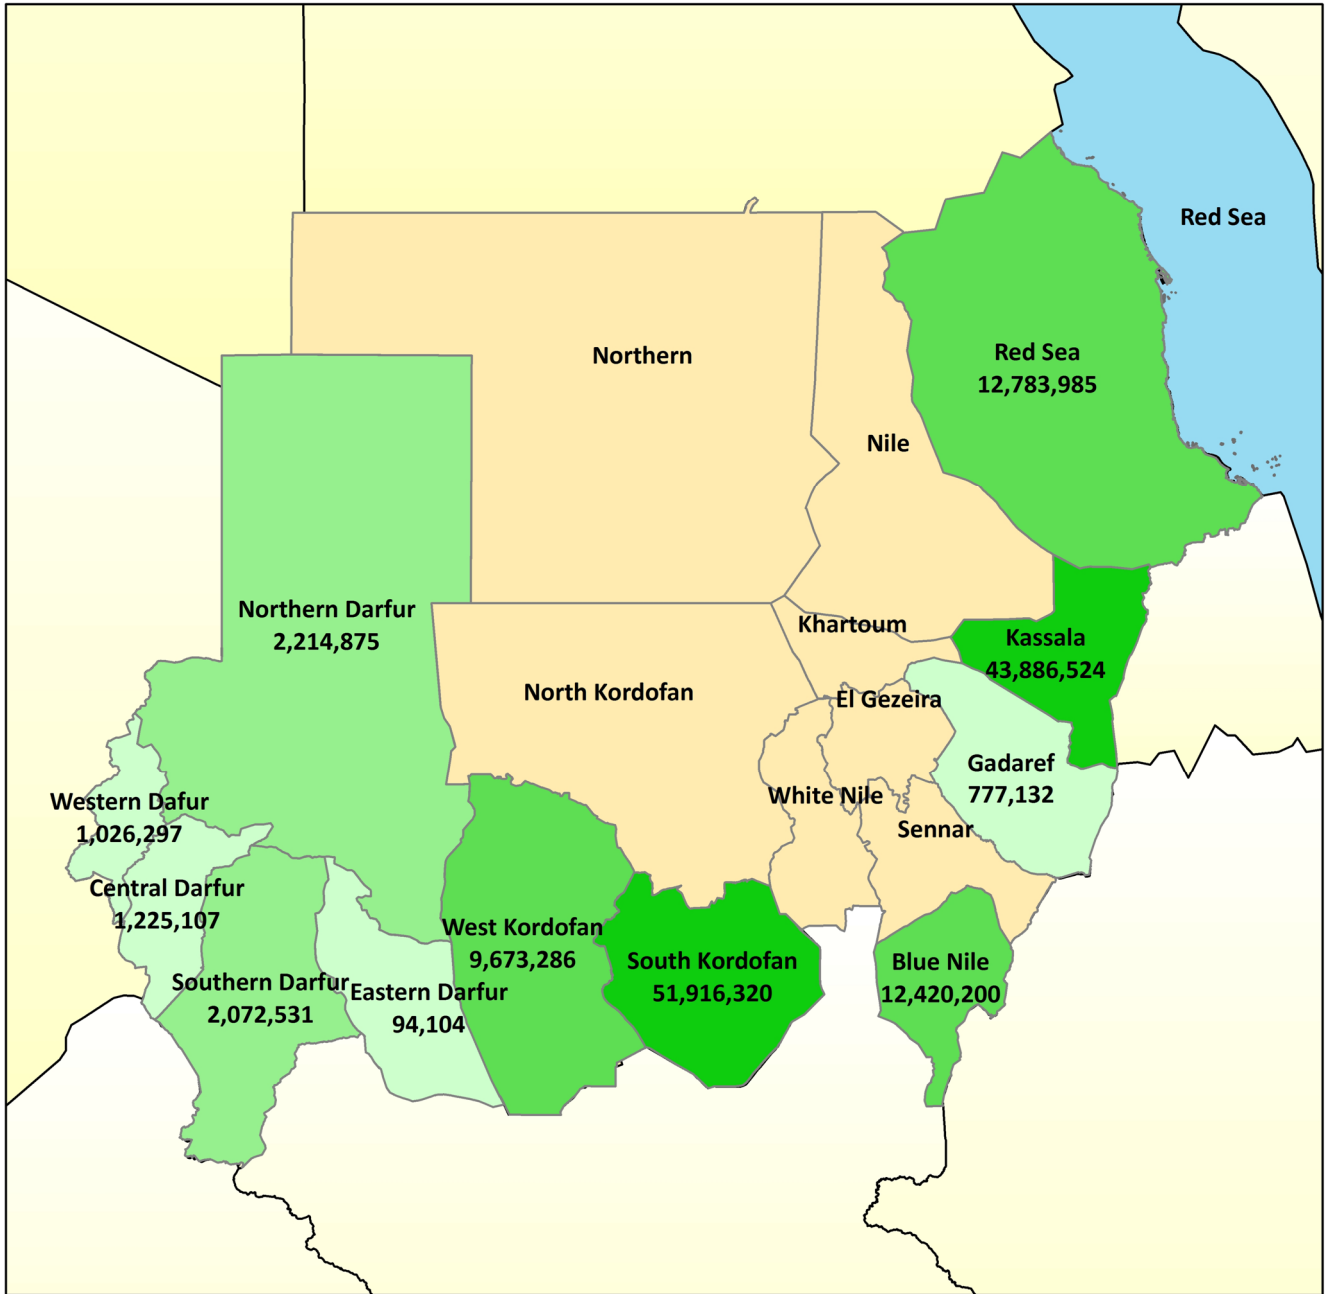 Red Sea
Red Sea
12,783,985
Northern
Nile
Northern Darfur
2,214,875
Khartoum
Kassala
43,886,524
North Kordofan
El Gezeira
Gadaref
777,132
White Nile
Western Dafur
1,026,297
Sennar
Central Darfur
1,225,107
West Kordofan
9,673,286
South Kordofan
51,916,320
Blue Nile
12,420,200
Southern Darfur
2,072,531
Eastern Darfur
94,104